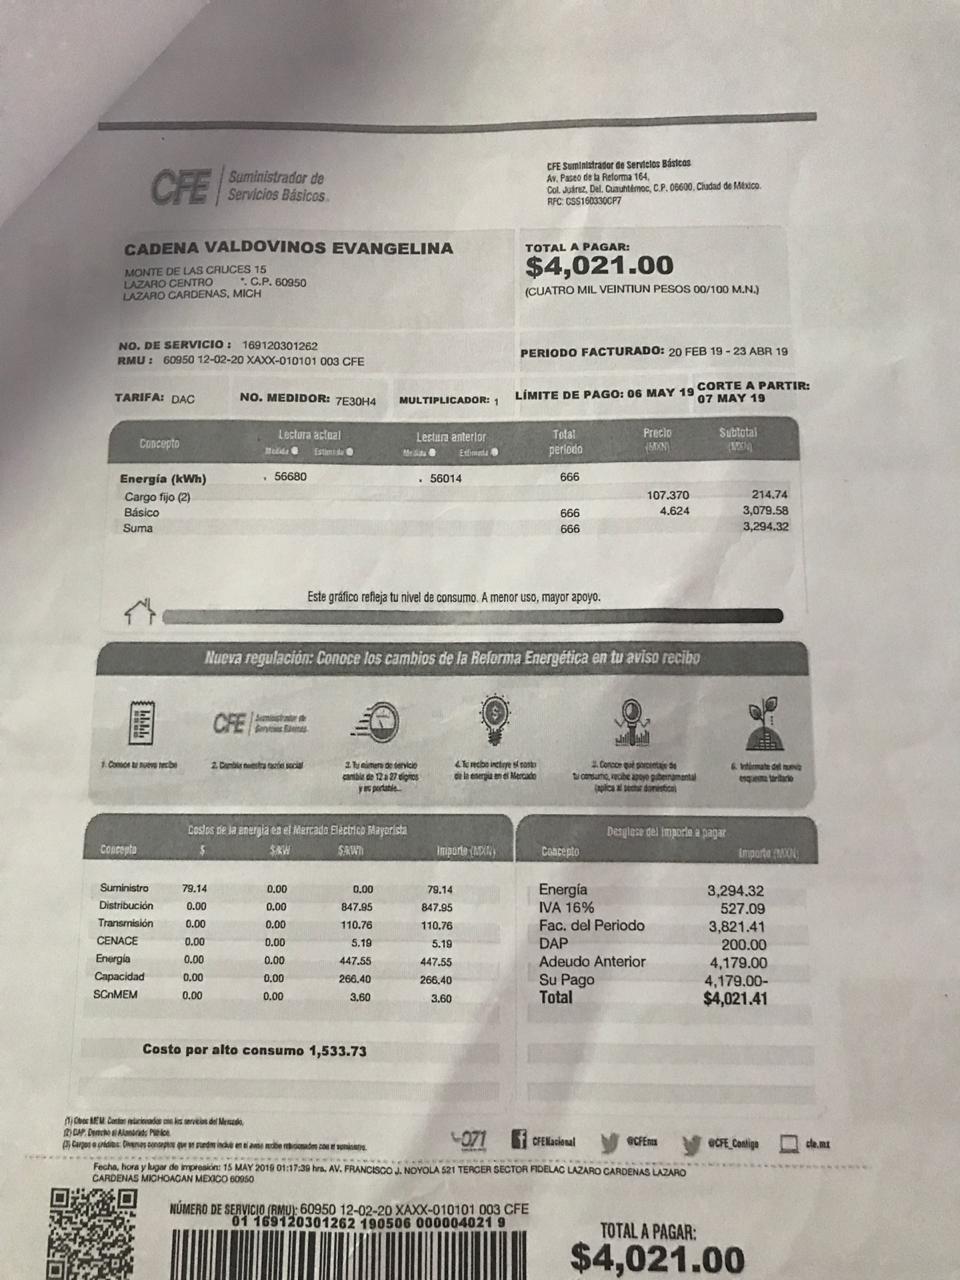 CFE Suministrador de
Servicios Básicos.
CFE Suministrador de Servicios Básicos
Av. Paseo de la Reforma 164,
Col. Juárez, Del. Cuauhtémoc, C.P. 06600, Ciudad de México.
RFC: CSS160330CP7
CADENA VALDOVINOS EVANGELINA
MONTE DE LAS CRUCES 15
LAZARO CENTRO *. C.P. 60950
LAZARO CARDENAS, MICH
TOTAL A PAGAR:
$4,021.00
(CUATRO MIL VEINTIUN PESOS 00/100 M.N.)
NO. DE SERVICIO : 169120301262
RMU : 60950 12-02-20 XAXX-010101 003 CFE
PERIODO FACTURADO: 20 FEB 19 - 23 ABR 19
TARIFA: DAC NO. MEDIDOR: 7E30H4 MULTIPLICADOR: 1 LÍMITE DE PAGO: 06 MAY 19 CORTE A PARTIR:
07 MAY 19
Concepto Lectura actual Lectura anterior Total periodo Precio (MXN) Subtotal (MXN)
Medida Estimada Medida Estimada
Energía (kWh) 56680 56014 666
Cargo fijo (2) 107.370 214.74
Básico 666 4.624 3,079.58
Suma 666 3,294.32
Este gráfico refleja tu nivel de consumo. A menor uso, mayor apoyo.
Nueva regulación: Conoce los cambios de la Reforma Energética en tu aviso recibo
CFE Suministrador de
Servicios Básicos
1. Conoce tu nuevo recibo
2. Cambia nuestra razón social
3. Tu número de servicio
cambia de 12 a 27 dígitos
y es portable...
4. Tu recibo incluye el costo
de la energía en el Mercado
5. Conoce qué porcentaje de
tu consumo, recibe apoyo gubernamental
(aplica al sector doméstico)
6. Infórmate del nuevo
esquema tarifario
Costos de la energía en el Mercado Eléctrico Mayorista
Concepto $ $/kW $/kWh Importe (MXN)
Suministro 79.14 0.00 0.00 79.14
Distribución 0.00 0.00 847.95 847.95
Transmisión 0.00 0.00 110.76 110.76
CENACE 0.00 0.00 5.19 5.19
Energía 0.00 0.00 447.55 447.55
Capacidad 0.00 0.00 266.40 266.40
SCnMEM 0.00 0.00 3.60 3.60
Costo por alto consumo 1,533.73
Desglose del importe a pagar
Concepto Importe (MXN)
Energía 3,294.32
IVA 16% 527.09
Fac. del Periodo 3,821.41
DAP 200.00
Adeudo Anterior 4,179.00
Su Pago 4,179.00-
Total $4,021.41
(1) MEM: Costos relacionados con los servicios del Mercado.
(2) DAP: Derecho al Alumbrado Público.
(3) Cargos o créditos: Diversos conceptos que se pueden incluir en el aviso recibo relacionados con el suministro.
071 CFENacional @CFEmx @CFE_Contigo cfe.mx
Fecha, hora y lugar de impresión: 15 MAY 2019 01:17:39 hrs. AV. FRANCISCO J. NOYOLA 521 TERCER SECTOR FIDELAC LAZARO CARDENAS LAZARO
CARDENAS MICHOACAN MEXICO 60950
NÚMERO DE SERVICIO (RMU): 60950 12-02-20 XAXX-010101 003 CFE
01 169120301262 190506 000004021 9
TOTAL A PAGAR:
$4,021.00